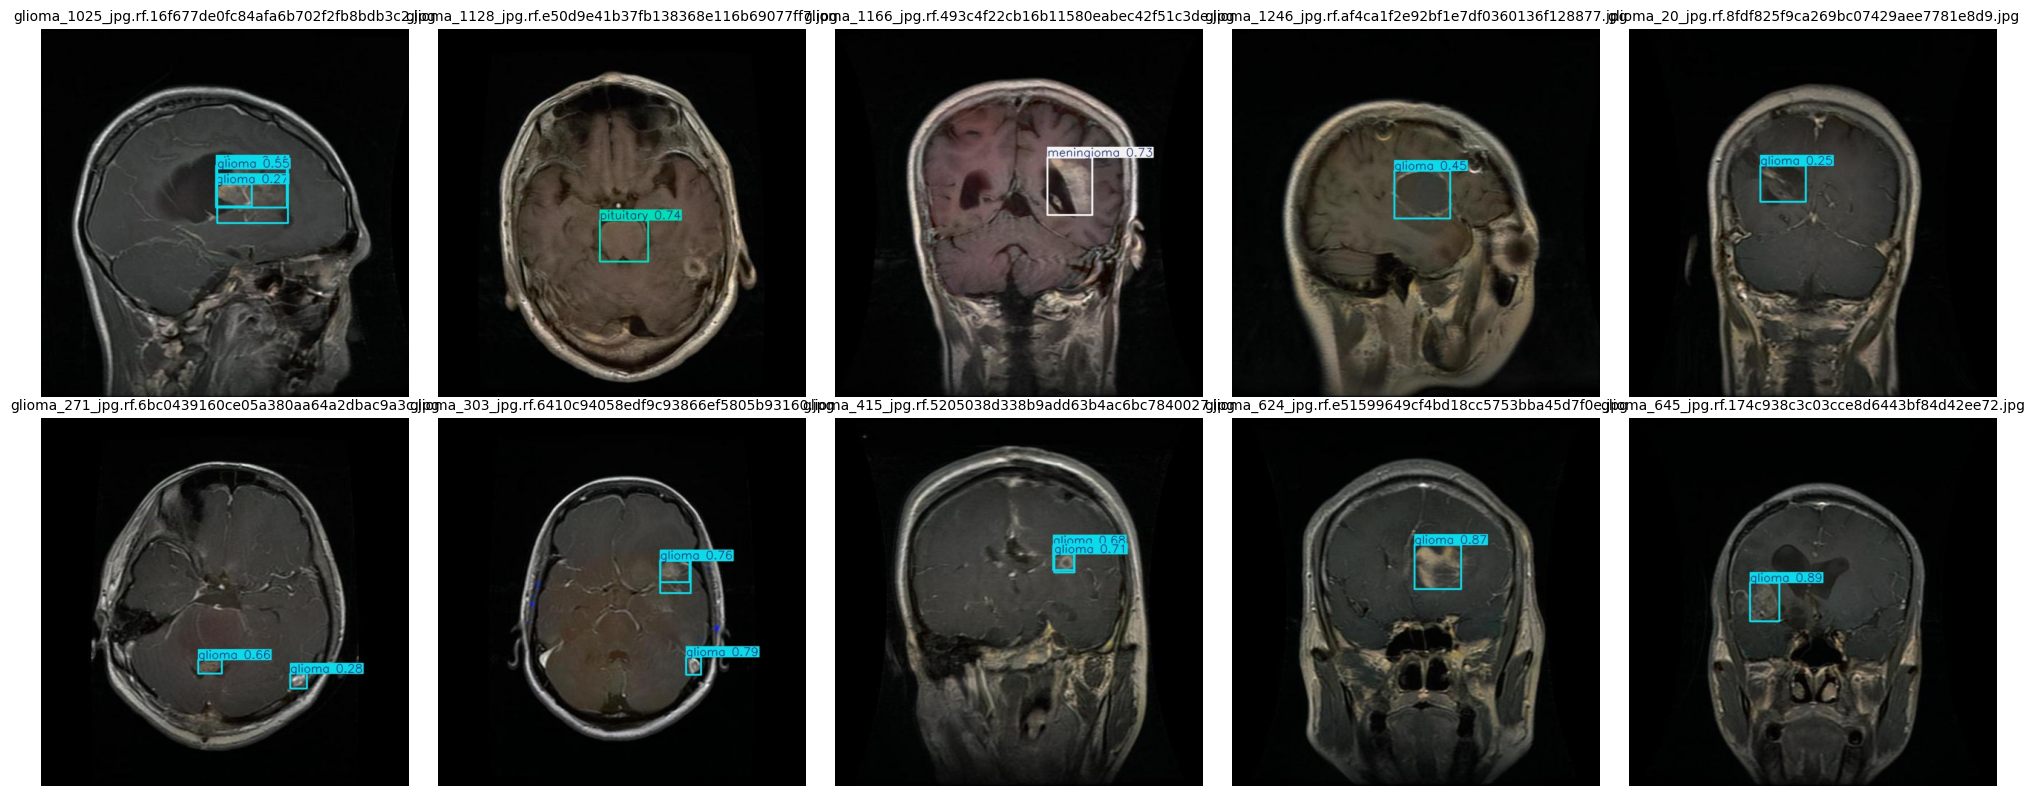 glioma_1025_jpg.rf.16f677de0fc84afa6b702f2fb8bdb3c2.jpg
glioma_1128_jpg.rf.e50d9e41b37fb138368e116b69077ff7.jpg
glioma_1166_jpg.rf.493c4f22cb16b11580eabec42f51c3de.jpg
glioma_1246_jpg.rf.af4ca1f2e92bf1e7df0360136f128877.jpg
glioma_20_jpg.rf.8fdf825f9ca269bc07429aee7781e8d9.jpg
glioma 0.55
glioma 0.27
pituitary 0.74
meningioma 0.73
glioma 0.45
glioma 0.25
glioma_271_jpg.rf.6bc0439160ce05a380aa64a2dbac9a3c.jpg
glioma_303_jpg.rf.6410c94058edf9c93866ef5805b93160.jpg
glioma_415_jpg.rf.5205038d338b9add63b4ac6bc7840027.jpg
glioma_624_jpg.rf.e51599649cf4bd18cc5753bba45d7f0e.jpg
glioma_645_jpg.rf.174c938c3c03cce8d6443bf84d42ee72.jpg
glioma 0.66
glioma 0.28
glioma 0.76
glioma 0.79
glioma 0.68
glioma 0.71
glioma 0.87
glioma 0.89